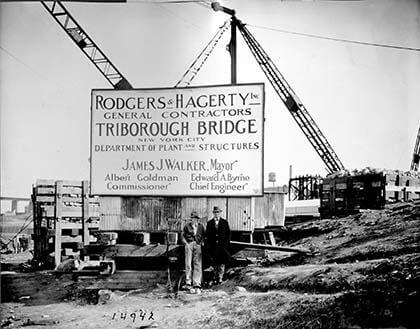 RODGERS & HAGERTY INC
GENERAL CONTRACTORS
TRIBOROUGH BRIDGE
NEW YORK CITY
DEPARTMENT OF PLANT AND STRUCTURES
JAMES J. WALKER, Mayor
Albert Goldman Edward A. Byrne
Commissioner Chief Engineer
14942